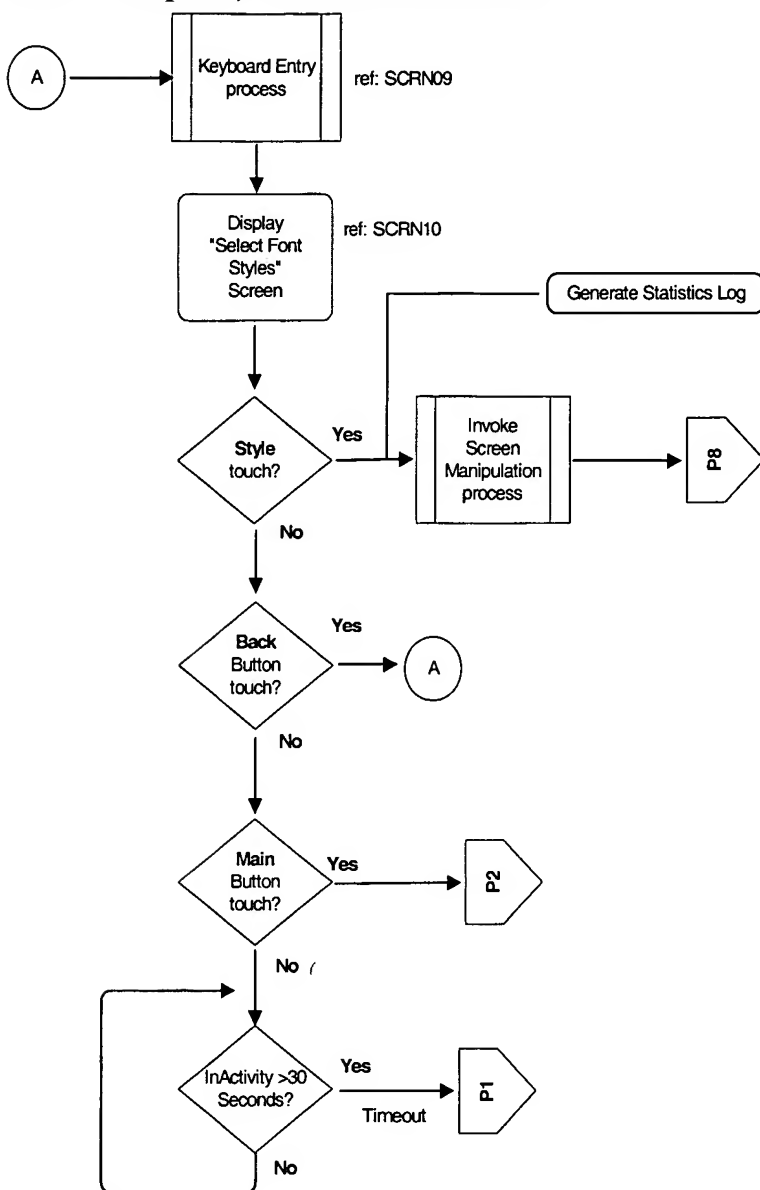 A
Keyboard Entry
process
ref: SCRN09
Display
"Select Font
Styles"
Screen
ref: SCRN10
Generate Statistics Log
Style
touch?
Yes
Invoke
Screen
Manipulation
process
P8
No
Back
Button
touch?
Yes
A
No
Main
Button
touch?
Yes
P2
No
InActivity >30
Seconds?
Yes
Timeout
P1
No